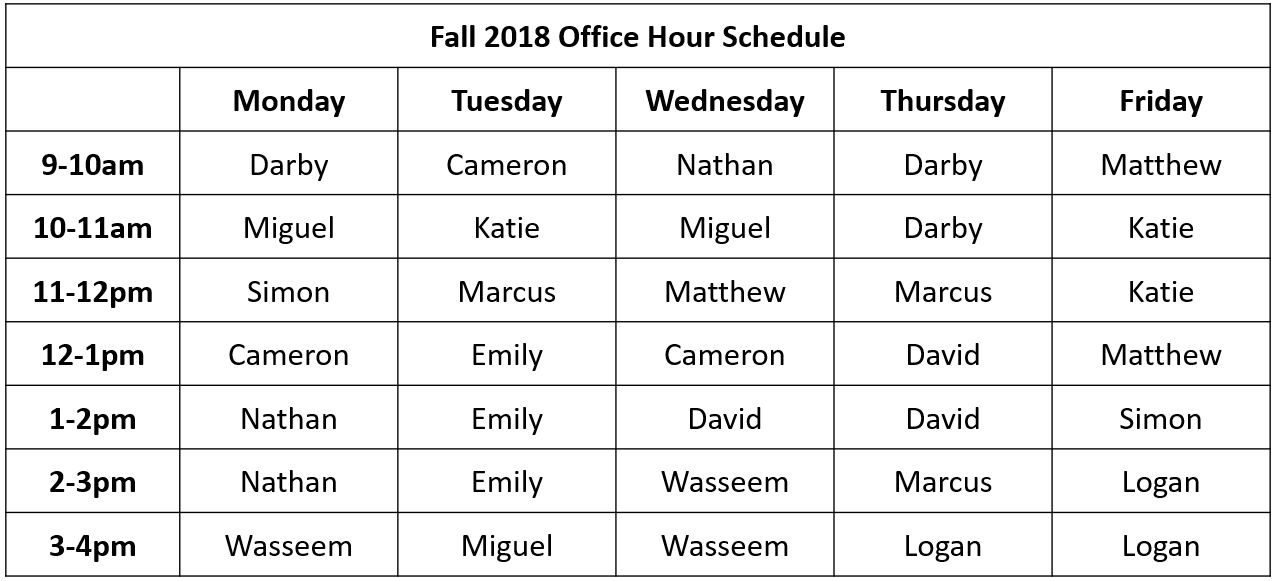 Fall 2018 Office Hour Schedule
Monday Tuesday Wednesday Thursday Friday
9-10am Darby Cameron Nathan Darby Matthew
10-11am Miguel Katie Miguel Darby Katie
11-12pm Simon Marcus Matthew Marcus Katie
12-1pm Cameron Emily Cameron David Matthew
1-2pm Nathan Emily David David Simon
2-3pm Nathan Emily Wasseem Marcus Logan
3-4pm Wasseem Miguel Wasseem Logan Logan